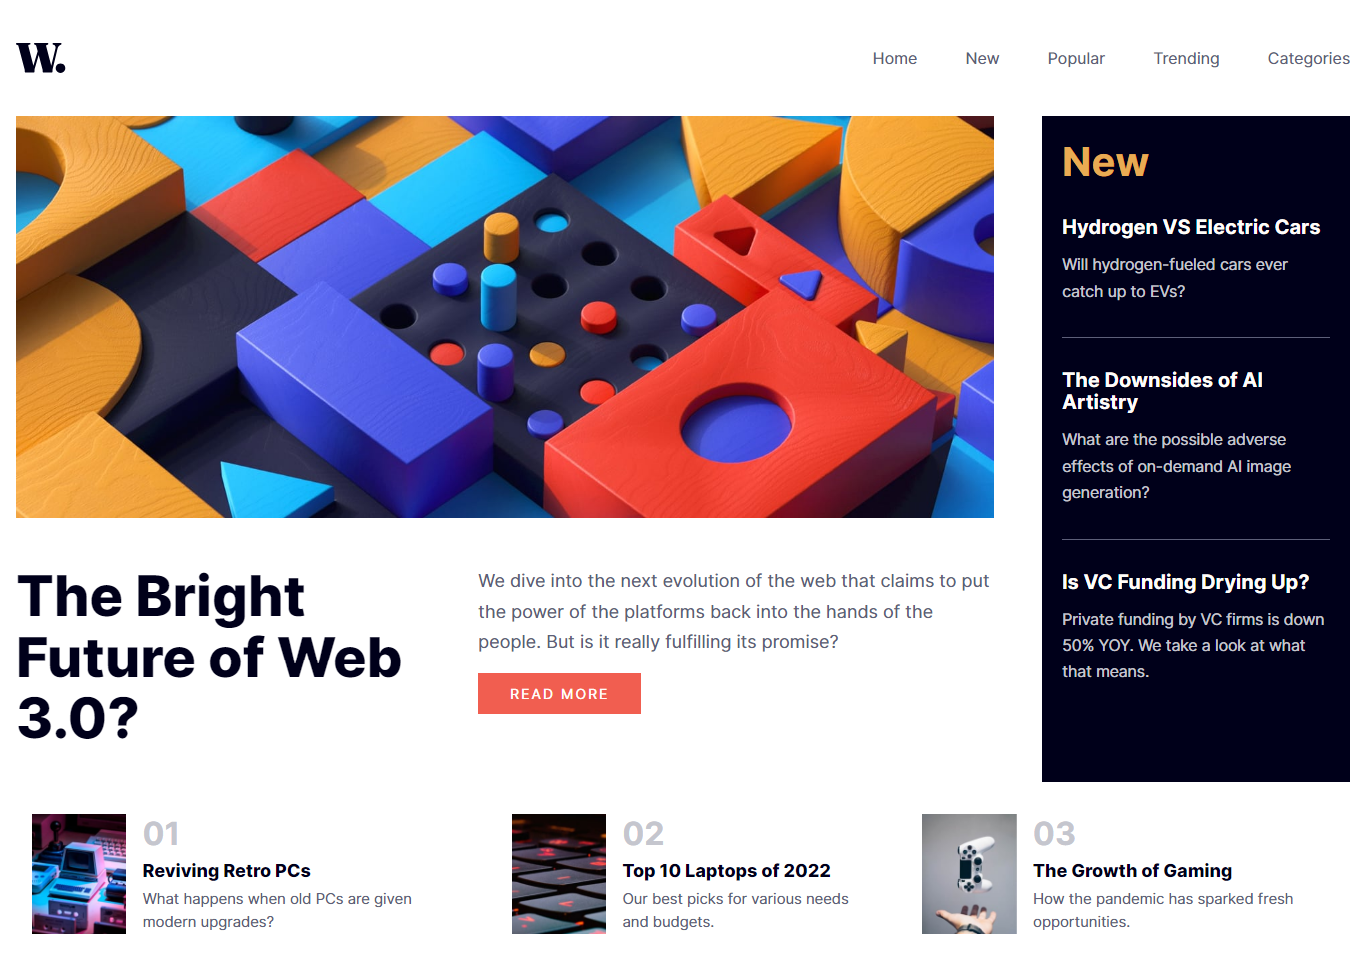 W.
Home New Popular Trending Categories
New
Hydrogen VS Electric Cars
Will hydrogen-fueled cars ever
catch up to EVs?
The Downsides of AI
Artistry
What are the possible adverse
effects of on-demand AI image
generation?
Is VC Funding Drying Up?
Private funding by VC firms is down
50% YOY. We take a look at what
that means.
The Bright
Future of Web
3.0?
We dive into the next evolution of the web that claims to put
the power of the platforms back into the hands of the
people. But is it really fulfilling its promise?
READ MORE
01
Reviving Retro PCs
What happens when old PCs are given
modern upgrades?
02
Top 10 Laptops of 2022
Our best picks for various needs
and budgets.
03
The Growth of Gaming
How the pandemic has sparked fresh
opportunities.